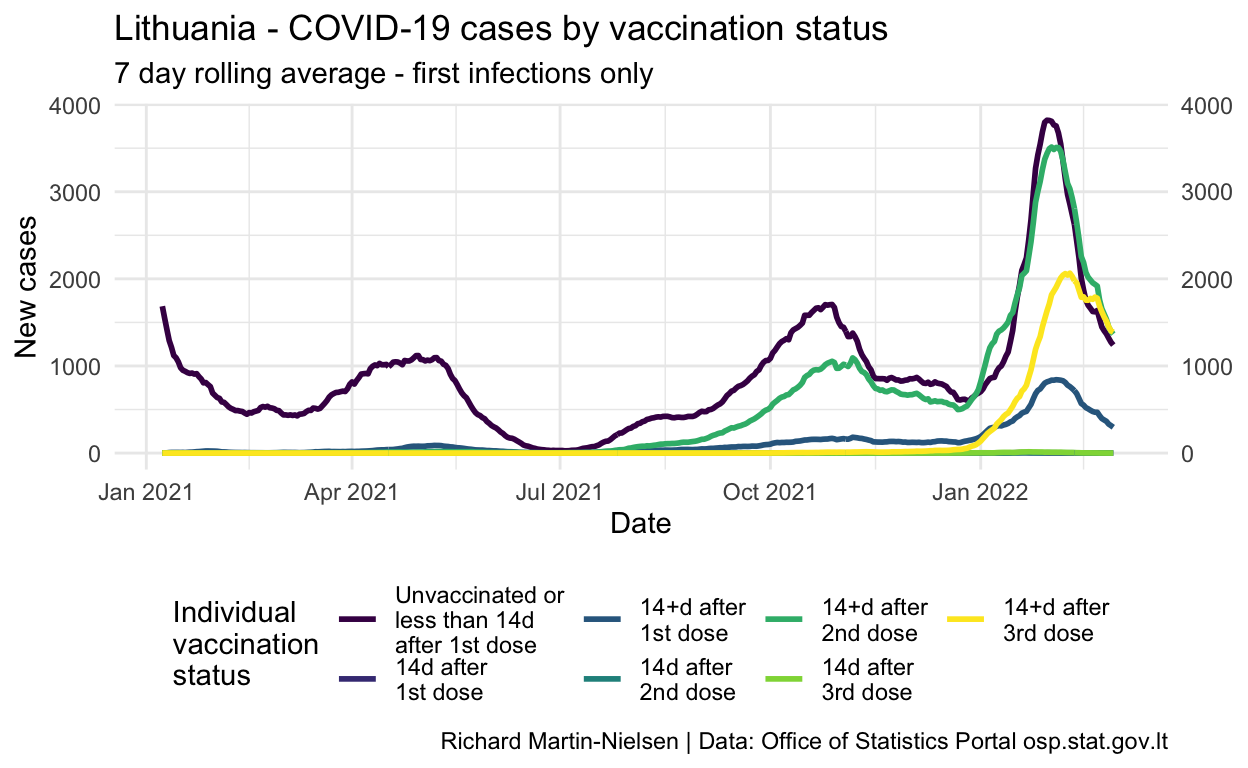 Lithuania - COVID-19 cases by vaccination status
7 day rolling average - first infections only
4000
3000
2000
1000
0
New cases
4000
3000
2000
1000
0
Jan 2021
Apr 2021
Jul 2021
Oct 2021
Jan 2022
Date
Individual
vaccination
status
Unvaccinated or
less than 14d
after 1st dose
14d after
1st dose
14+d after
1st dose
14d after
2nd dose
14+d after
2nd dose
14d after
3rd dose
14+d after
3rd dose
Richard Martin-Nielsen | Data: Office of Statistics Portal osp.stat.gov.lt